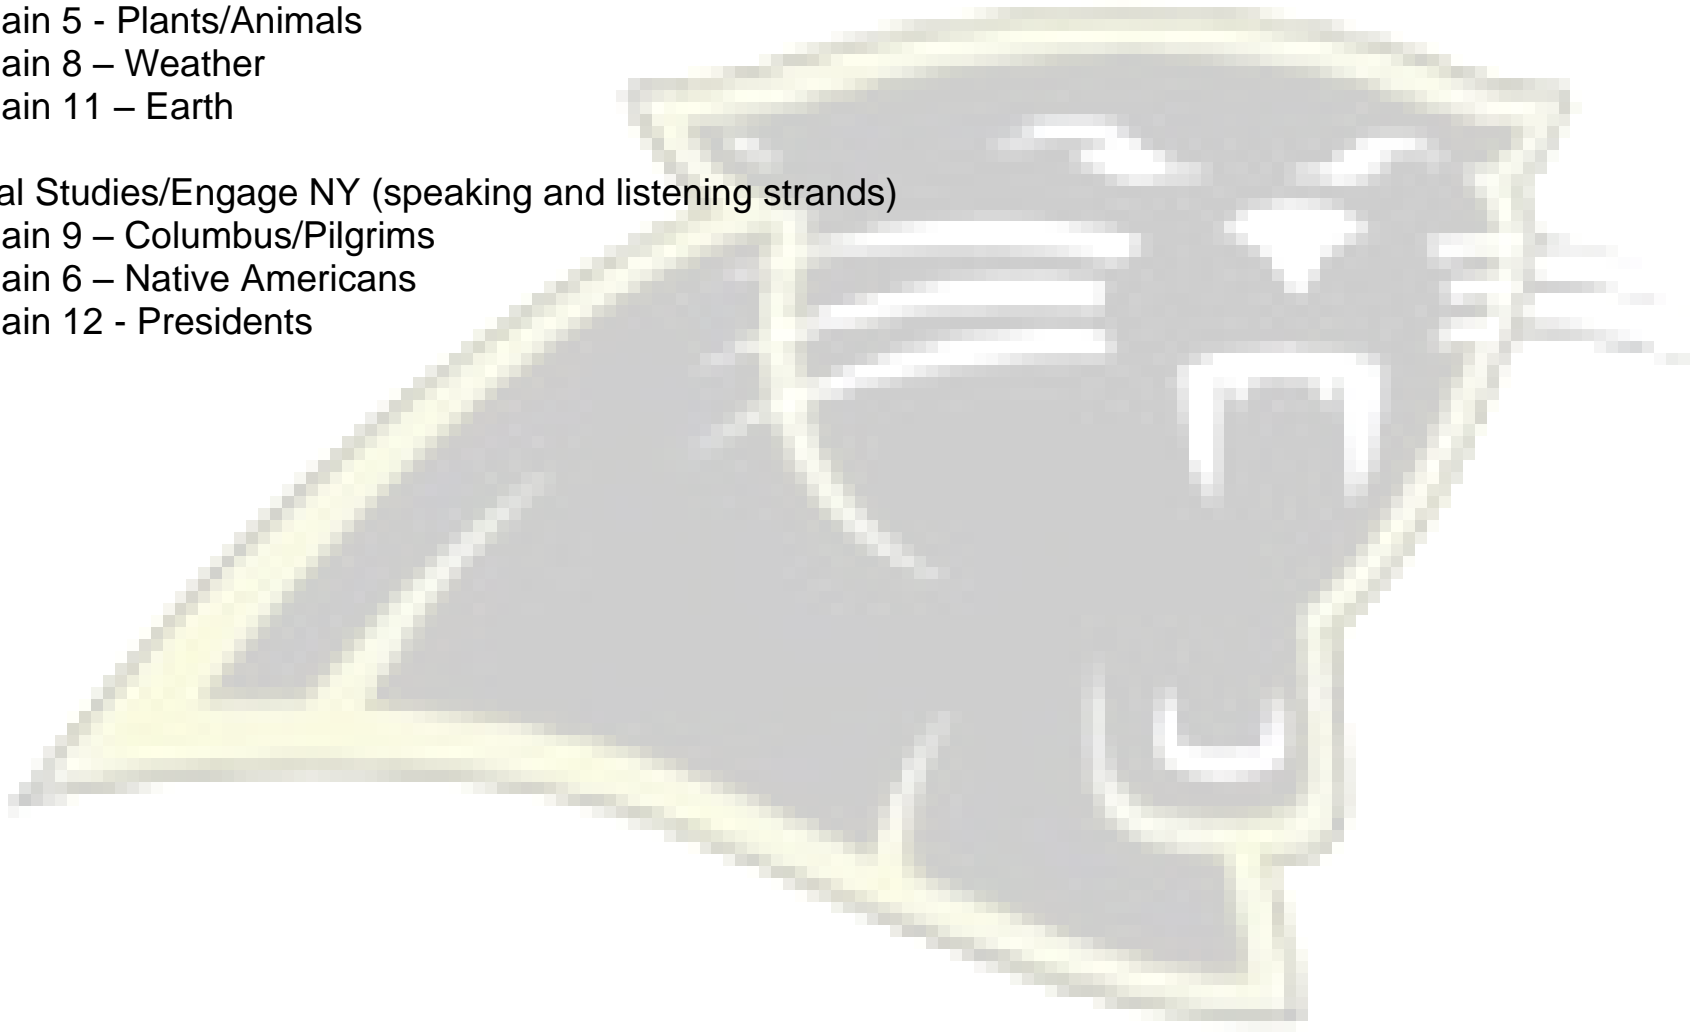 ain 5 - Plants/Animals
ain 8 – Weather
ain 11 – Earth
al Studies/Engage NY (speaking and listening strands)
ain 9 – Columbus/Pilgrims
ain 6 – Native Americans
ain 12 - Presidents